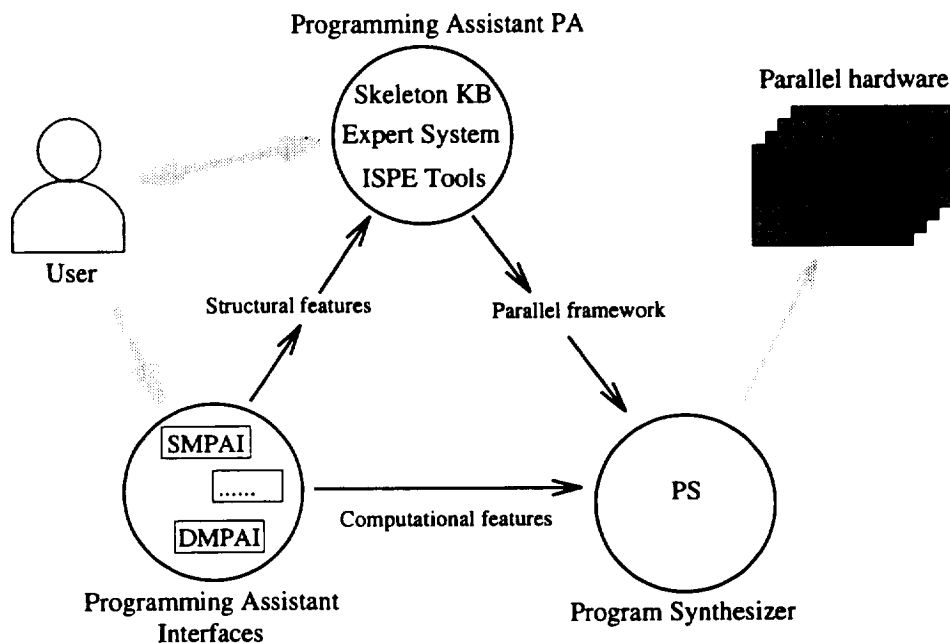 Programming Assistant PA
Skeleton KB
Expert System
ISPE Tools
Parallel hardware
User
Structural features
Parallel framework
SMPAI
......
DMPAI
Computational features
PS
Programming Assistant
Interfaces
Program Synthesizer